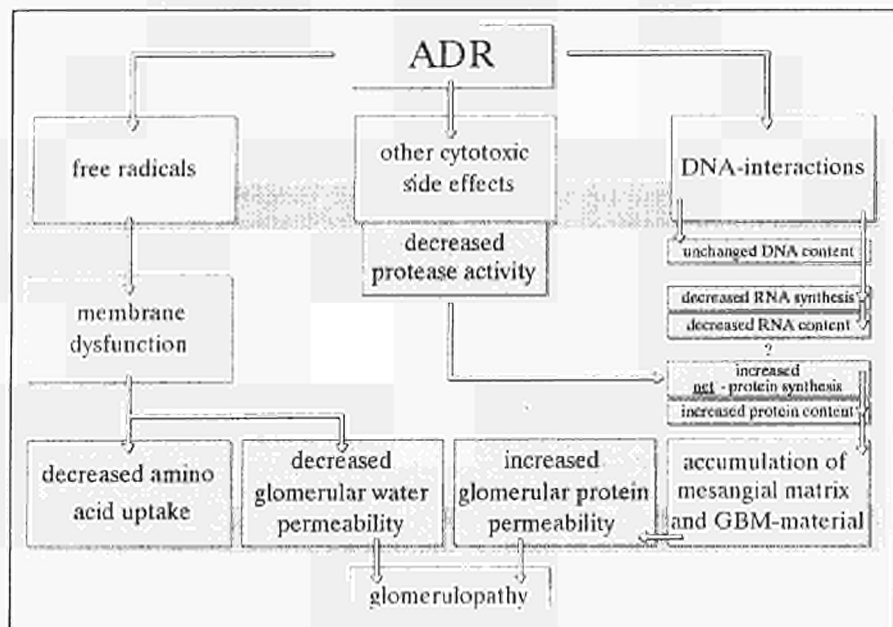 ADR
free radicals
other cytotoxic
side effects
DNA-interactions
decreased
protease activity
unchanged DNA content
membrane
dysfunction
decreased RNA synthesis
decreased RNA content
?
increased
net - protein synthesis
increased protein content
decreased amino
acid uptake
decreased
glomerular water
permeability
increased
glomerular protein
permeability
accumulation of
mesangial matrix
and GBM-material
glomerulopathy